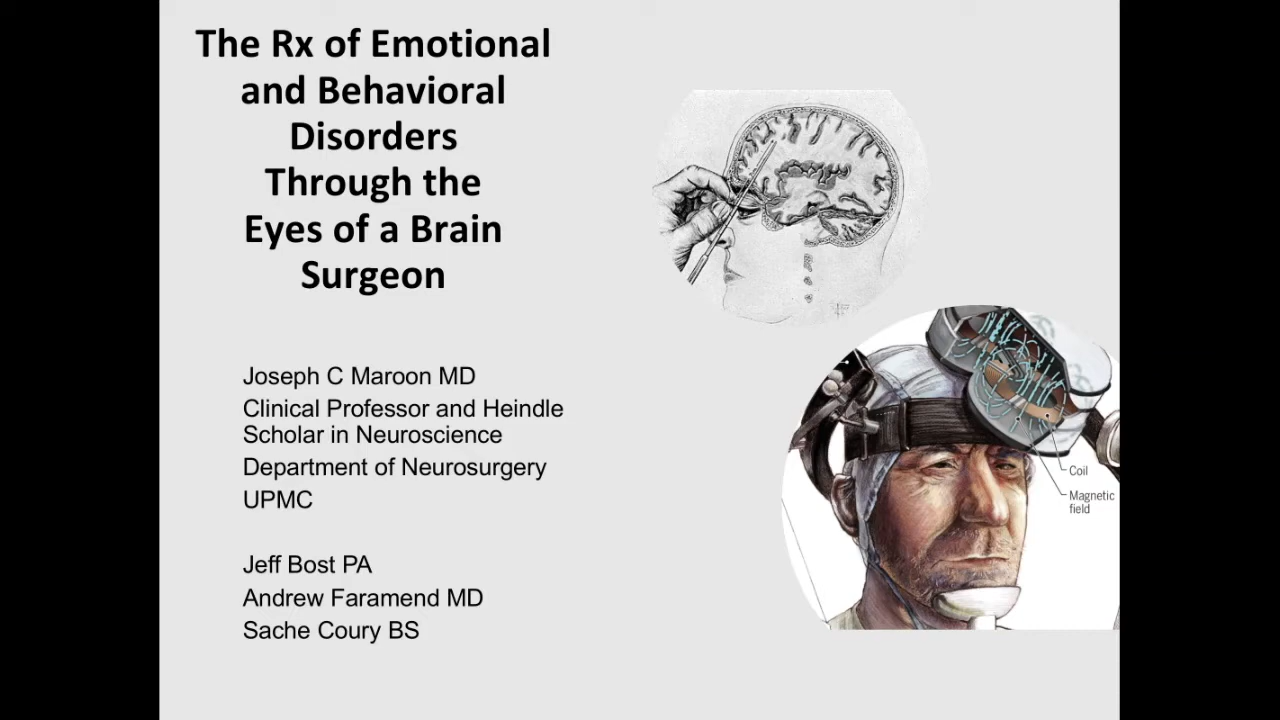 The Rx of Emotional
and Behavioral
Disorders
Through the
Eyes of a Brain
Surgeon
Joseph C Maroon MD
Clinical Professor and Heindle
Scholar in Neuroscience
Department of Neurosurgery
UPMC
Jeff Bost PA
Andrew Faramend MD
Sache Coury BS
Coil
Magnetic
field